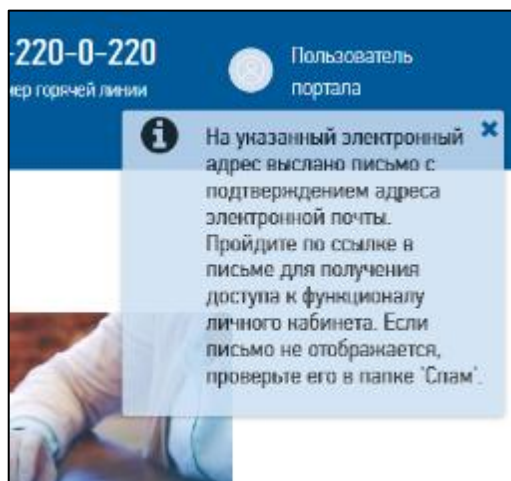 -220-0-220
мер горячей линии
Пользователь
портала
На указанный электронный
адрес выслано письмо с
подтверждением адреса
электронной почты.
Пройдите по ссылке в
письме для получения
доступа к функционалу
личного кабинета. Если
письмо не отображается,
проверьте его в папке 'Спам'.